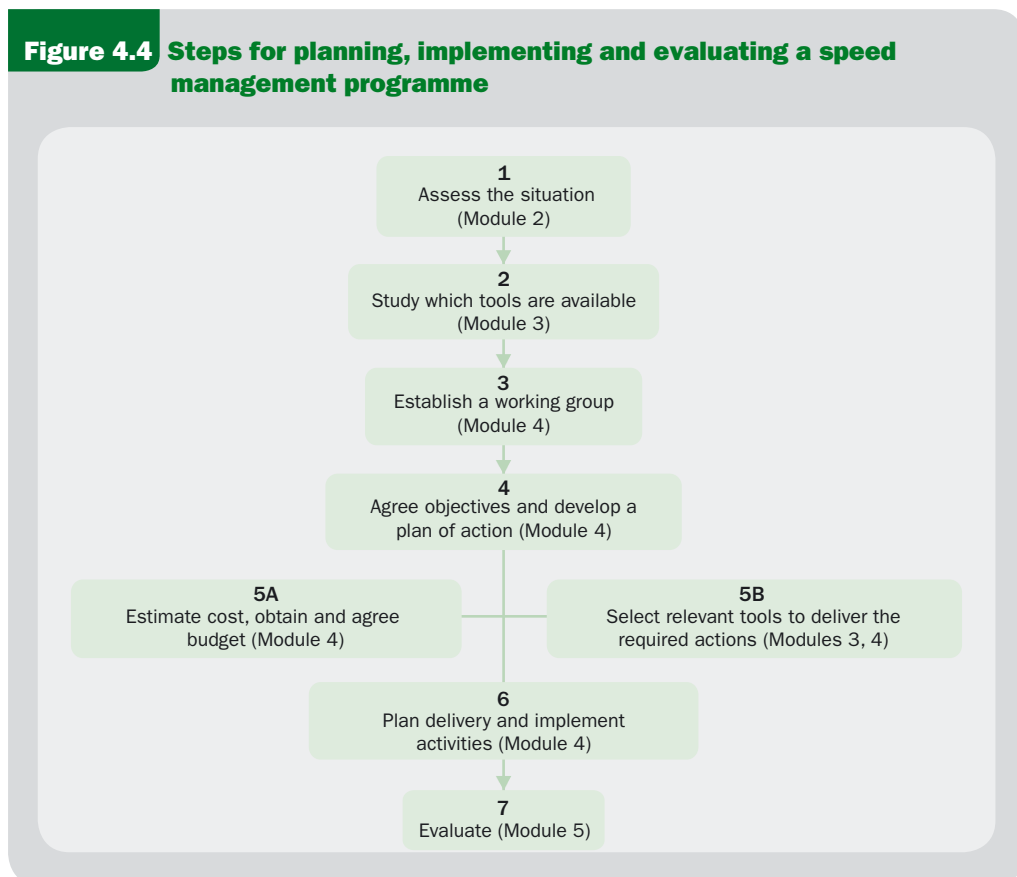 Figure 4.4 Steps for planning, implementing and evaluating a speed
management programme
1
Assess the situation
(Module 2)
2
Study which tools are available
(Module 3)
3
Establish a working group
(Module 4)
4
Agree objectives and develop a
plan of action (Module 4)
5A
Estimate cost, obtain and agree
budget (Module 4)
5B
Select relevant tools to deliver the
required actions (Modules 3, 4)
6
Plan delivery and implement
activities (Module 4)
7
Evaluate (Module 5)